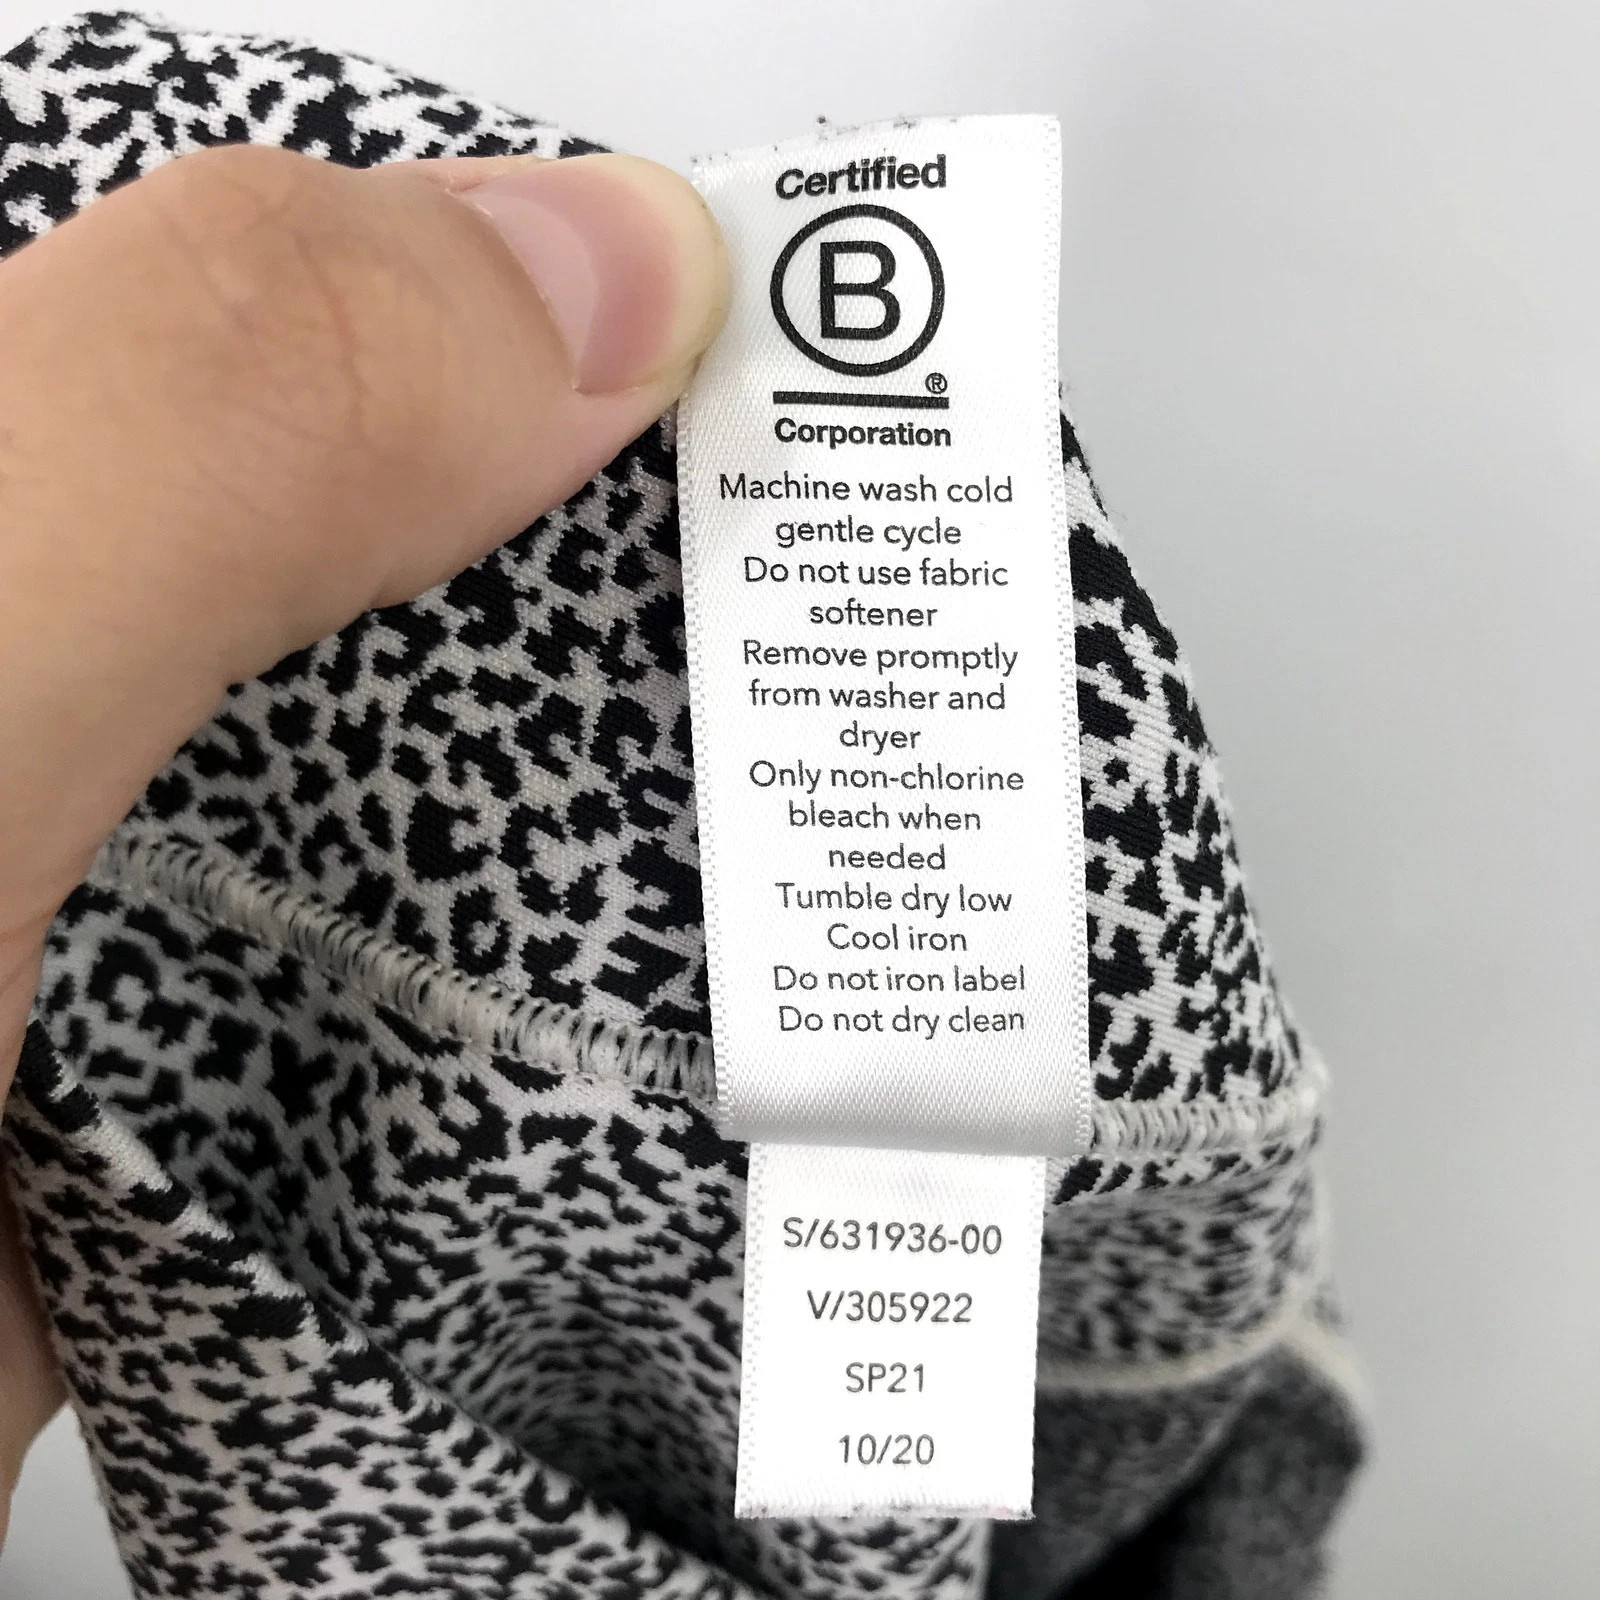 Certified
B
®
Corporation
Machine wash cold
gentle cycle
Do not use fabric
softener
Remove promptly
from washer and
dryer
Only non-chlorine
bleach when
needed
Tumble dry low
Cool iron
Do not iron label
Do not dry clean
S/631936-00
V/305922
SP21
10/20